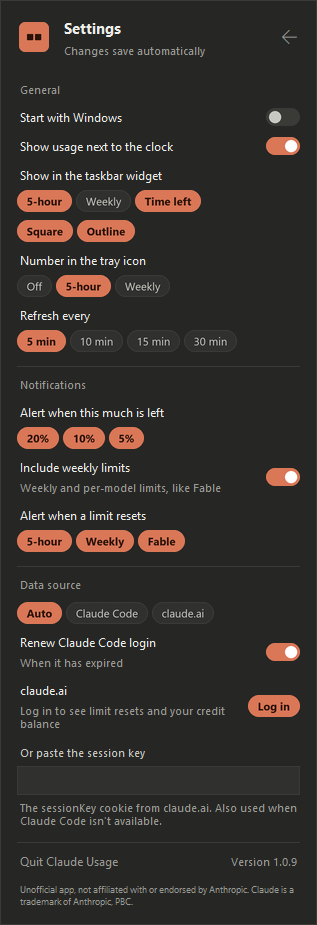 Settings
Changes save automatically
General
Start with Windows
Show usage next to the clock
Show in the taskbar widget
5-hour Weekly Time left
Square Outline
Number in the tray icon
Off 5-hour Weekly
Refresh every
5 min 10 min 15 min 30 min
Notifications
Alert when this much is left
20% 10% 5%
Include weekly limits
Weekly and per-model limits, like Fable
Alert when a limit resets
5-hour Weekly Fable
Data source
Auto Claude Code claude.ai
Renew Claude Code login
When it has expired
claude.ai
Log in to see limit resets and your credit
balance
Log in
Or paste the session key
The sessionKey cookie from claude.ai. Also used when
Claude Code isn't available.
Quit Claude Usage Version 1.0.9
Unofficial app, not affiliated with or endorsed by Anthropic. Claude is a
trademark of Anthropic, PBC.